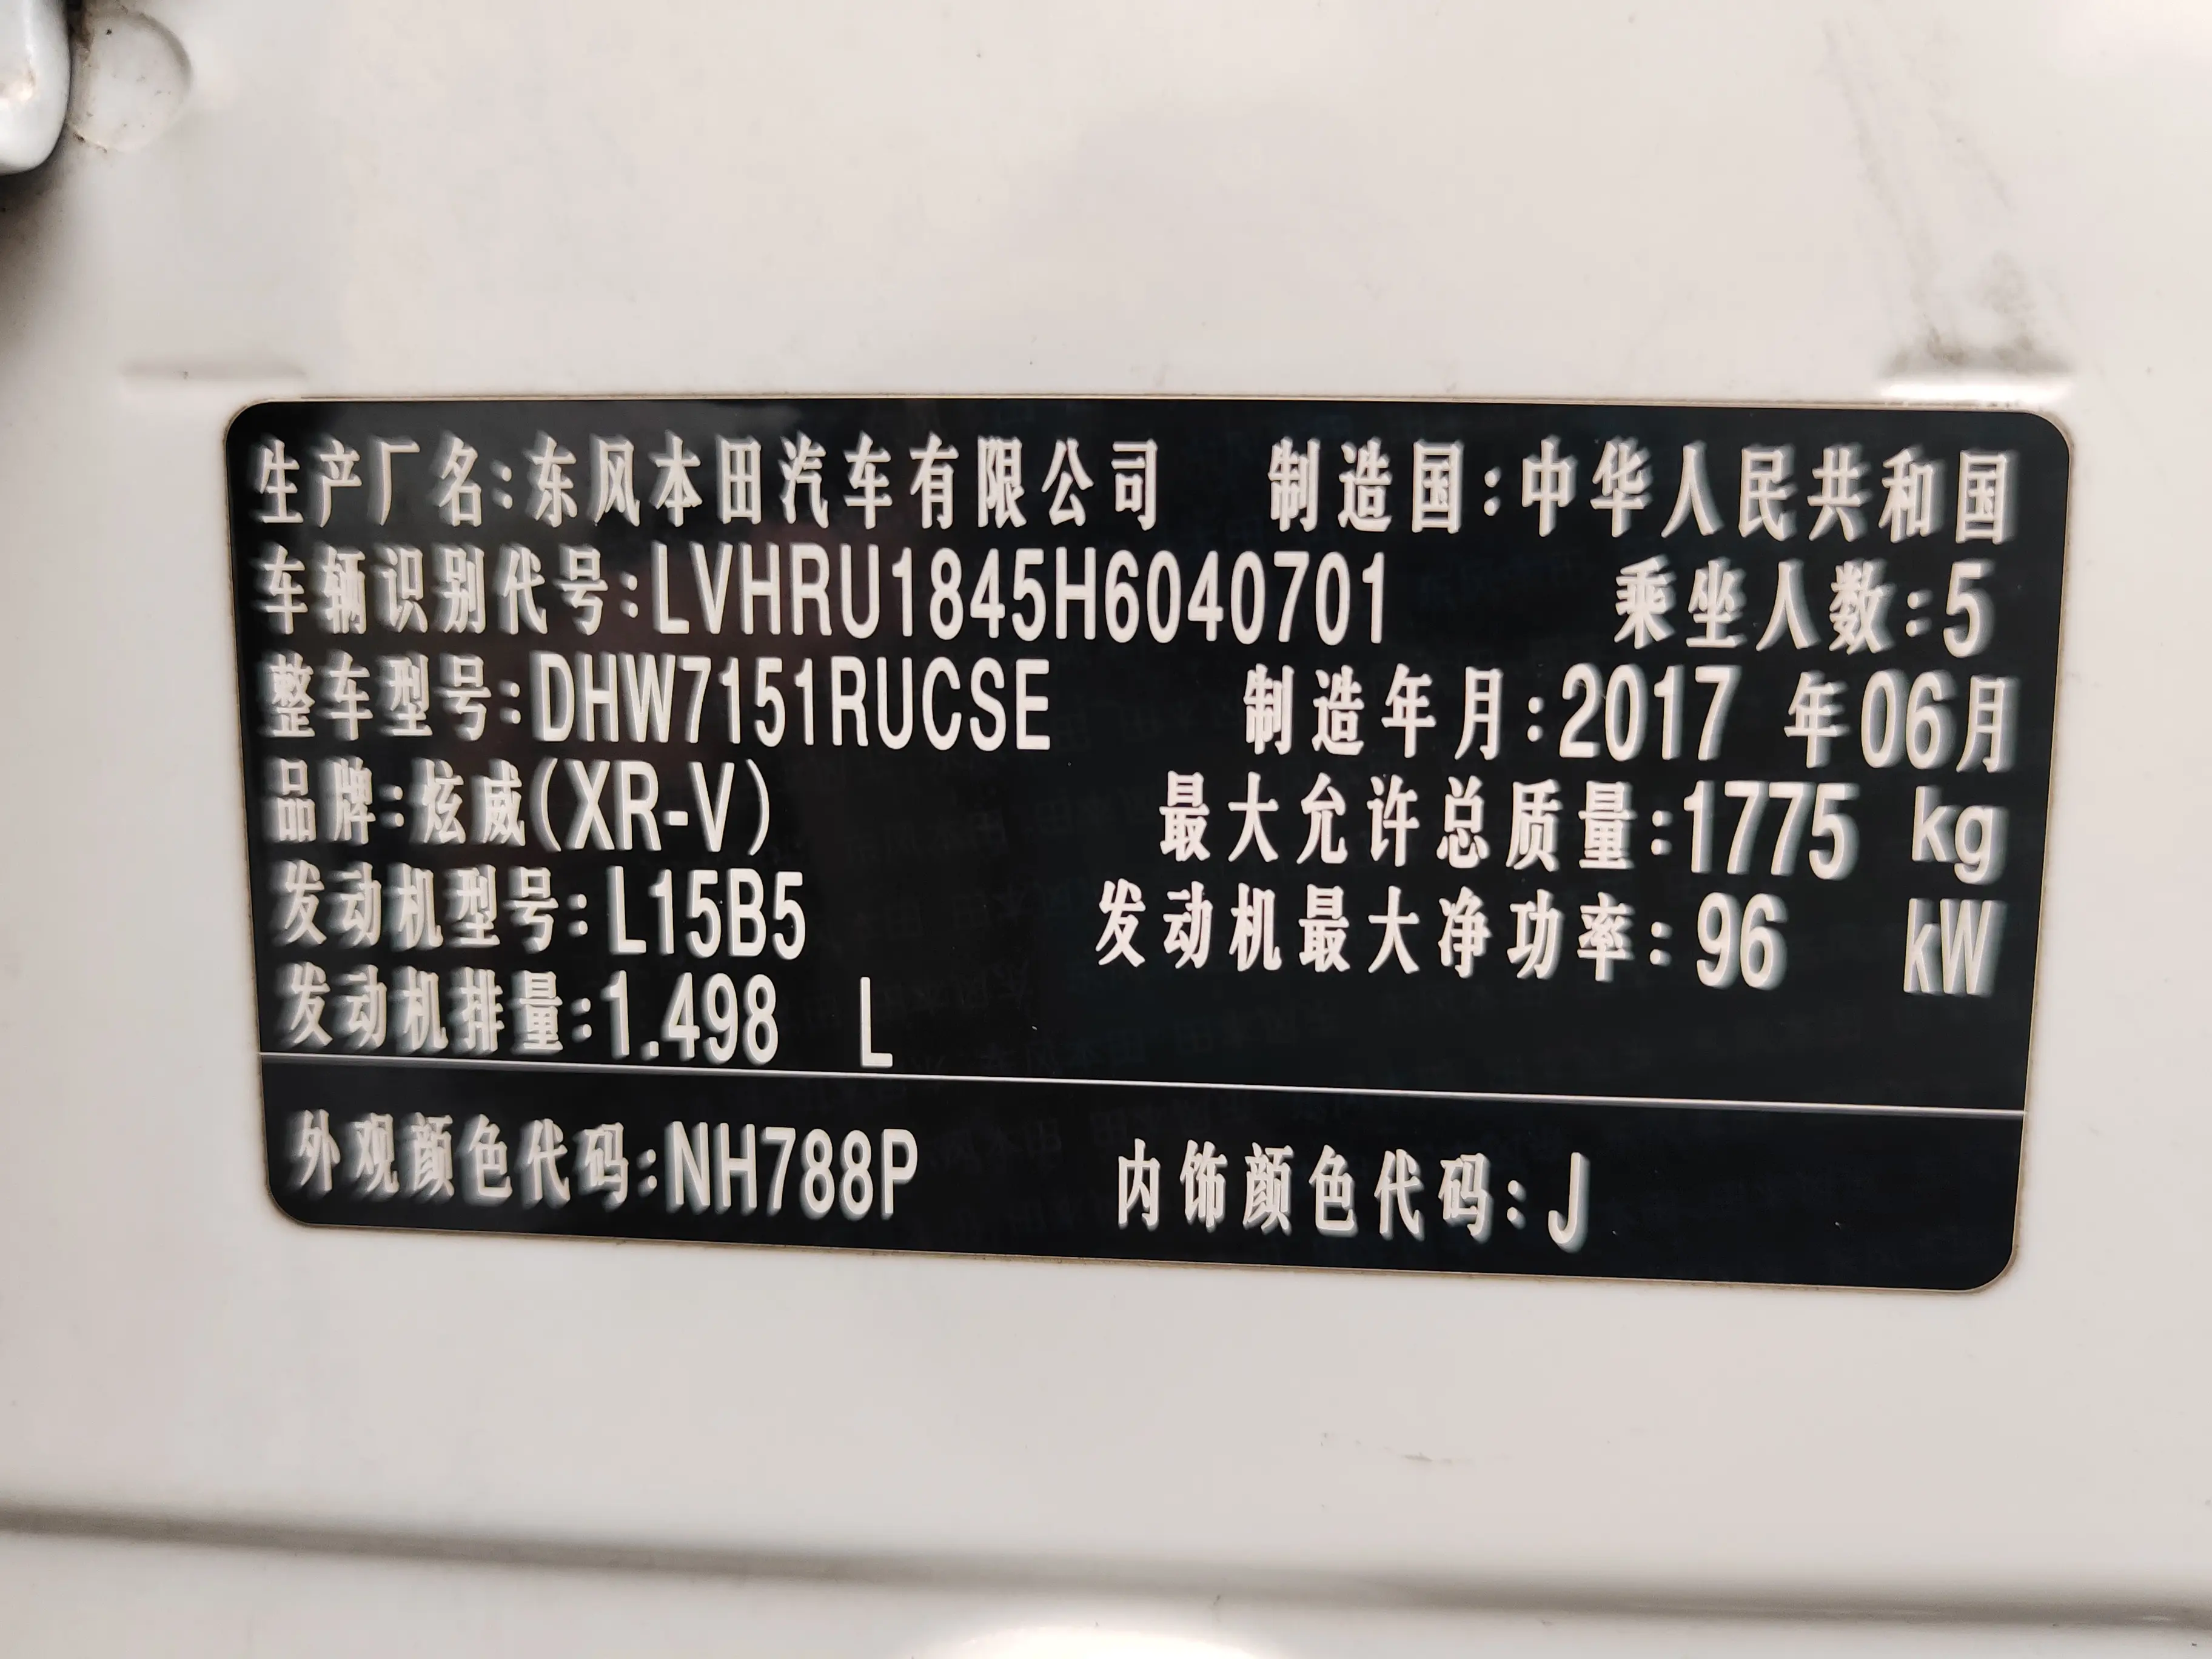 生产厂名:东风本田汽车有限公司 制造国:中华人民共和国
车辆识别代号:LVHRU1845H6040701 乘坐人数:5
整车型号:DHW7151RUCSE 制造年月:2017 年06月
品牌:炫威(XR-V) 最大允许总质量:1775 kg
发动机型号:L15B5 发动机最大净功率:96 kW
发动机排量:1.498 L
外观颜色代码:NH788P 内饰颜色代码:J